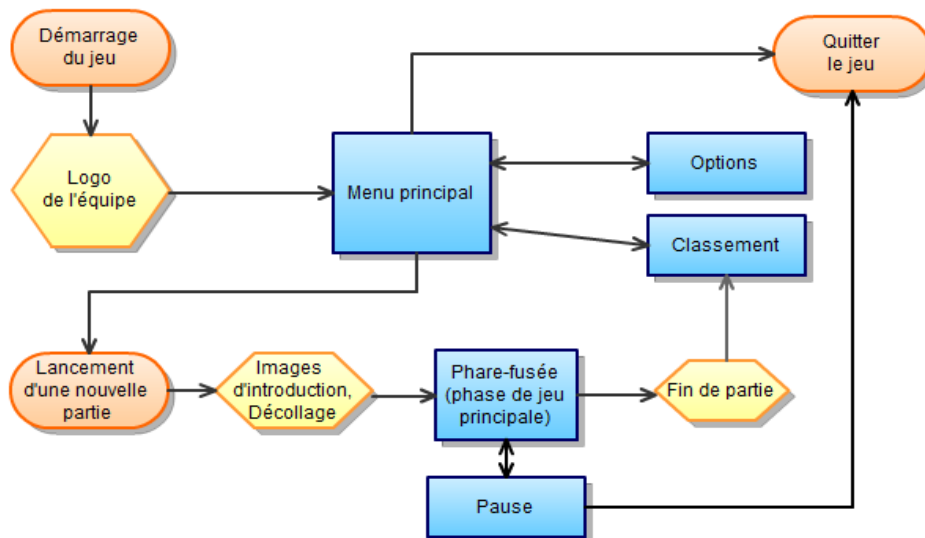 Démarrage
du jeu
Quitter
le jeu
Logo
de l'équipe
Menu principal
Options
Classement
Lancement
d'une nouvelle
partie
Images
d'introduction,
Décollage
Phare-fusée
(phase de jeu
principale)
Fin de partie
Pause